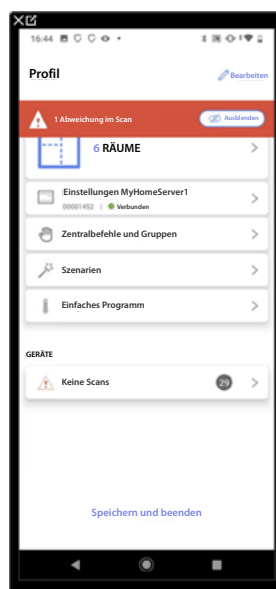 16:44
Profil
Bearbeiten
1 Abweichung im Scan
Ausblenden
6 RÄUME
Einstellungen MyHomeServer1
00001452 | Verbunden
Zentralbefehle und Gruppen
Szenarien
Einfaches Programm
GERÄTE
Keine Scans
29
Speichern und beenden